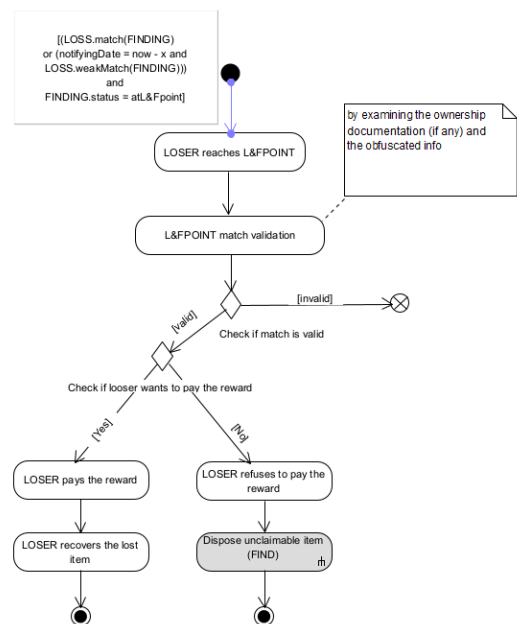 [(LOSS.match(FINDING)
or (notifyingDate = now - x and
LOSS.weakMatch(FINDING)))
and
FINDING.status = atL&Fpoint]
by examining the ownership
documentation (if any) and
the obfuscated info
LOSER reaches L&FPOINT
L&FPOINT match validation
[invalid]
[valid]
Check if match is valid
Check if looser wants to pay the reward
[Yes]
[No]
LOSER pays the reward
LOSER refuses to pay the
reward
LOSER recovers the lost
item
Dispose unclaimable item
(FIND)